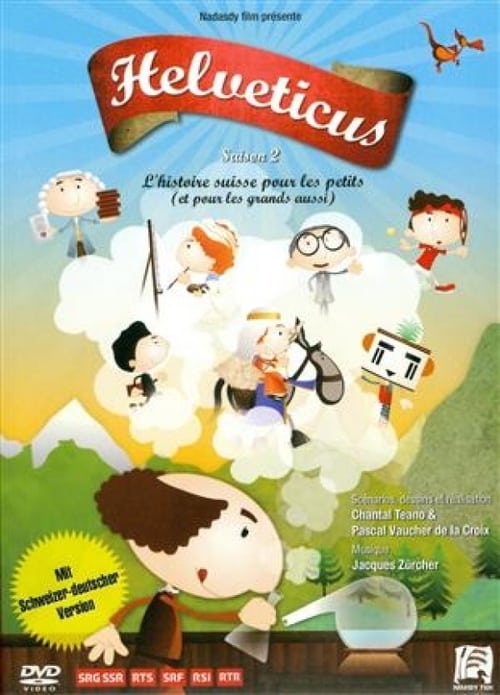 Nadasdy film présente
Helveticus
Saison 2
L'histoire suisse pour les petits
(et pour les grands aussi)
Scénarios, dessins et réalisation
Chantal Teano &
Pascal Vaucher de la Croix
Musique
Jacques Zürcher
Mit
Schweizer-deutscher
Version
DVD
VIDEO
SRG SSR RTS SRF RSI RTR
NADASDY FILM